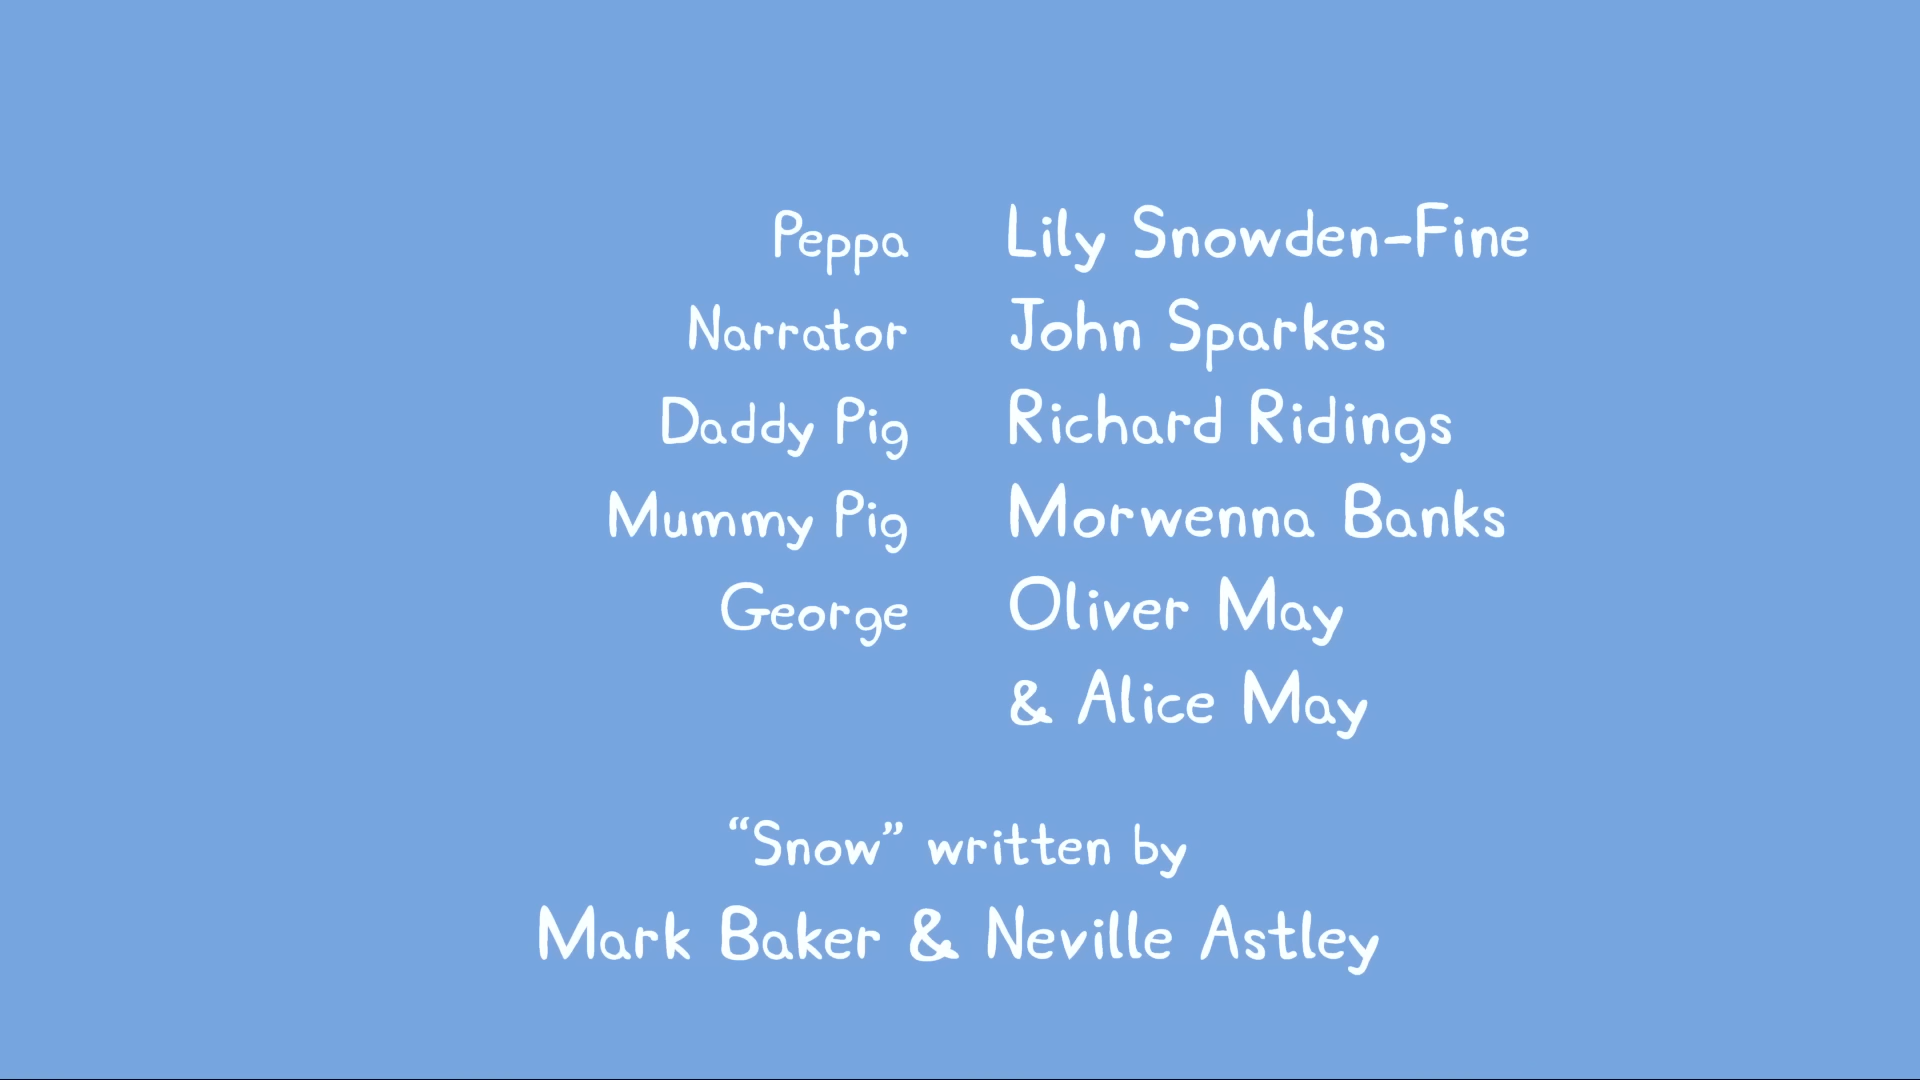 Peppa Lily Snowden-Fine
Narrator John Sparkes
Daddy Pig Richard Ridings
Mummy Pig Morwenna Banks
George Oliver May
& Alice May
“Snow” written by
Mark Baker & Neville Astley